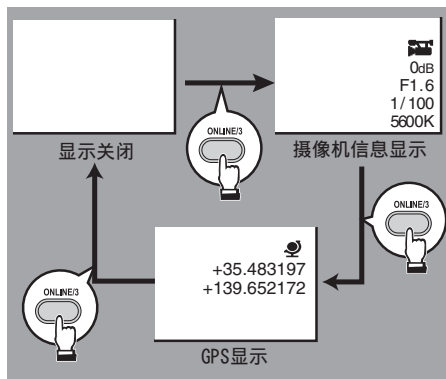 0dB
F1.6
1/100
5600K
显示关闭
ONLINE/3
摄像机信息显示
ONLINE/3
+35.483197
+139.652172
ONLINE/3
GPS显示